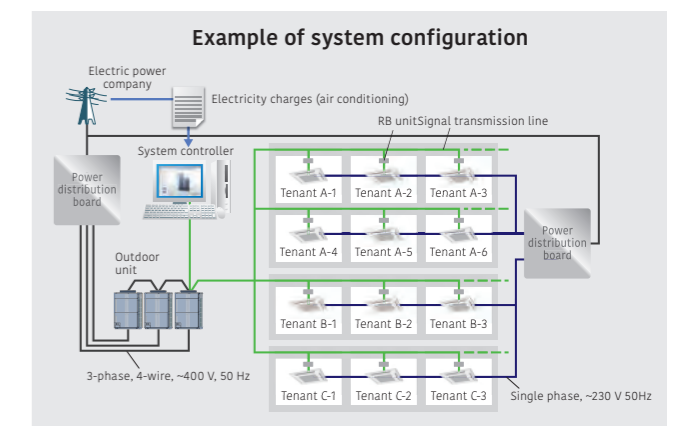 Example of system configuration
Electric power
company
Electricity charges (air conditioning)
RB unitSignal transmission line
System controller
Power
distribution
board
Tenant A-1
Tenant A-2
Tenant A-3
Tenant A-4
Tenant A-5
Tenant A-6
Power
distribution
board
Outdoor
unit
Tenant B-1
Tenant B-2
Tenant B-3
3-phase, 4-wire, ~400 V, 50 Hz
Tenant C-1
Tenant C-2
Tenant C-3
Single phase, ~230 V 50Hz